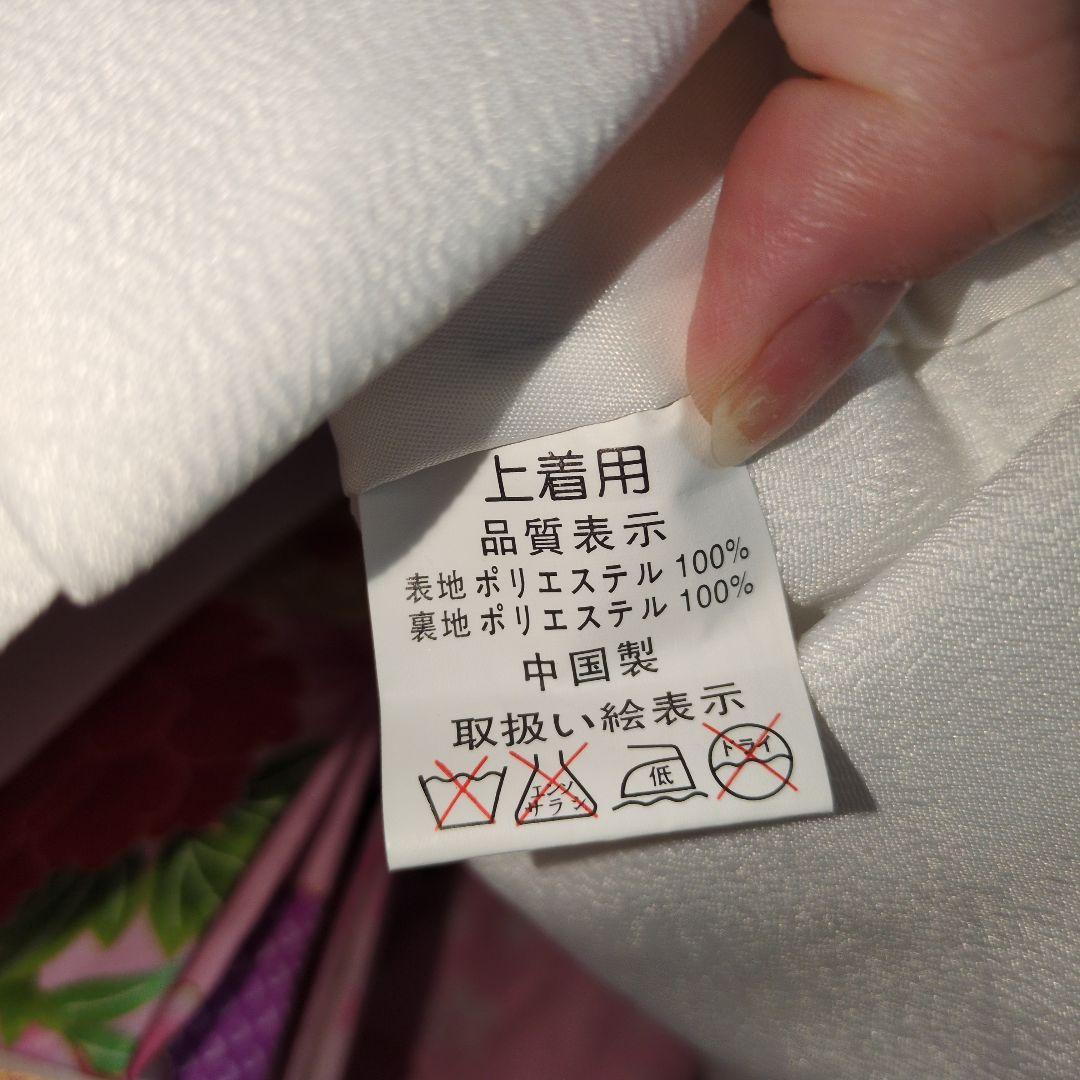 上着用
品質表示
表地 ポリエステル 100%
裏地 ポリエステル 100%
中国製
取扱い絵表示
エンソ
サラシ
低
ドライ